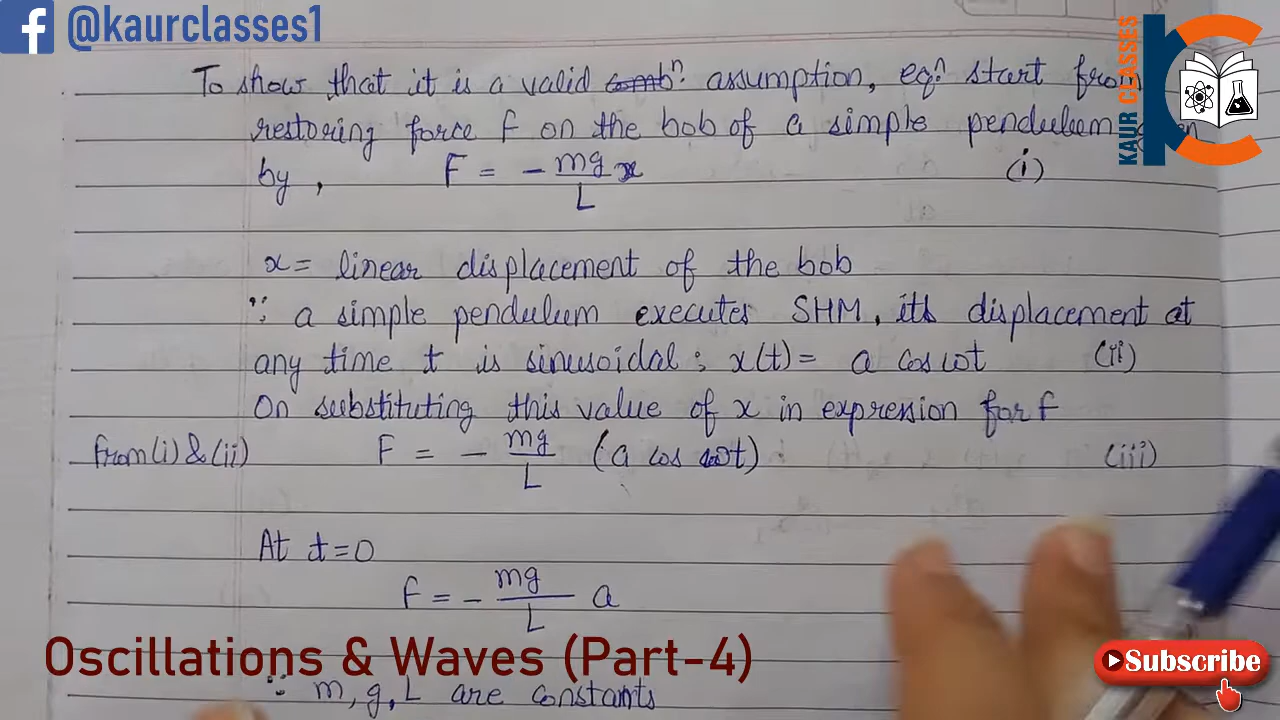 @kaurclasses1
KAUR CLASSES
To show that it is a valid assumption, eqⁿ start from
restoring force F on the bob of a simple pendulum
by, F = - mg/L x (i)
x = linear displacement of the bob
∵ a simple pendulum executes SHM, its displacement at
any time t is sinusoidal: x(t) = a cos ωt (ii)
On substituting this value of x in expression for F
from (i) & (ii) F = - mg/L (a cos ωt) (iii)
At t=0
F = - mg/L a
Oscillations & Waves (Part-4)
∵ m, g, L are constants
Subscribe